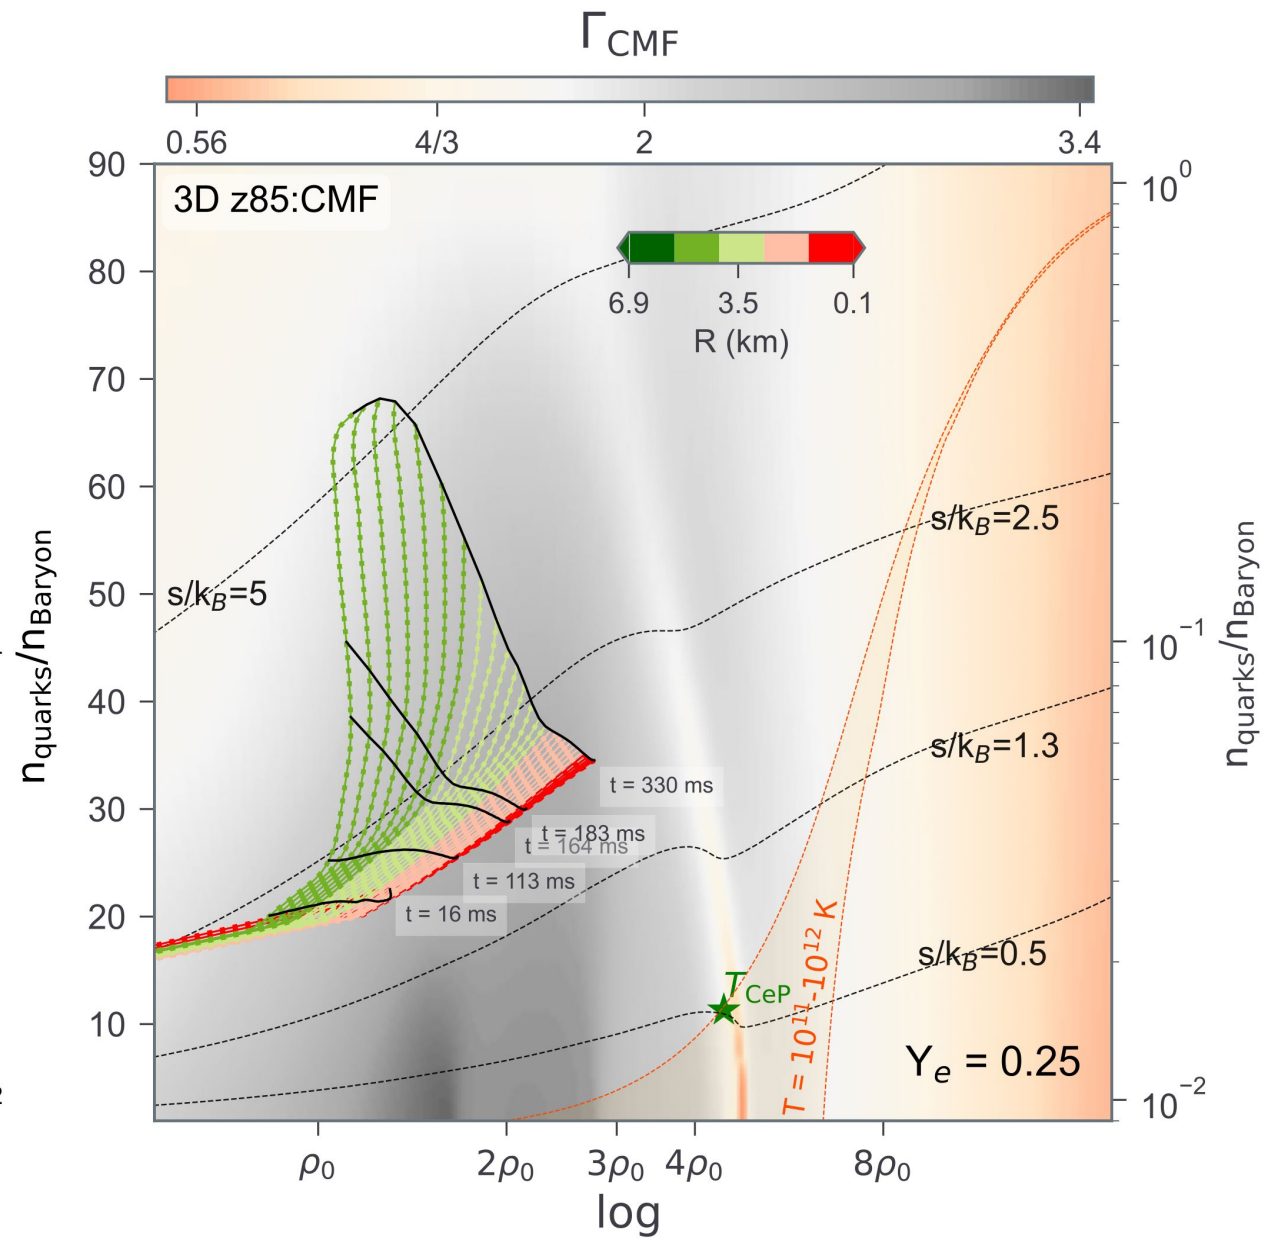 Γ_CMF
0.56 4/3 2 3.4
3D z85:CMF
90
80
70
60
50
40
30
20
10
n_quarks/n_Baryon
6.9 3.5 0.1
R (km)
s/k_B=5
s/k_B=2.5
s/k_B=1.3
s/k_B=0.5
t = 330 ms
t = 183 ms
t = 164 ms
t = 113 ms
t = 16 ms
T_CeP
T = 10^11-10^12 K
Y_e = 0.25
10^0
10^-1
10^-2
n_quarks/n_Baryon
ρ_0 2ρ_0 3ρ_0 4ρ_0 8ρ_0
log